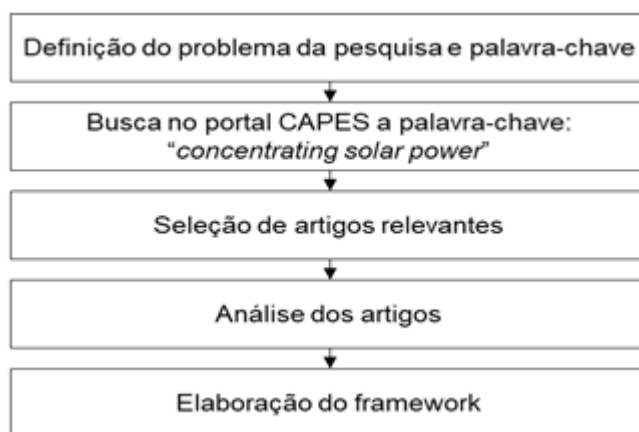 Definição do problema da pesquisa e palavra-chave
Busca no portal CAPES a palavra-chave:
“concentrating solar power”
Seleção de artigos relevantes
Análise dos artigos
Elaboração do framework